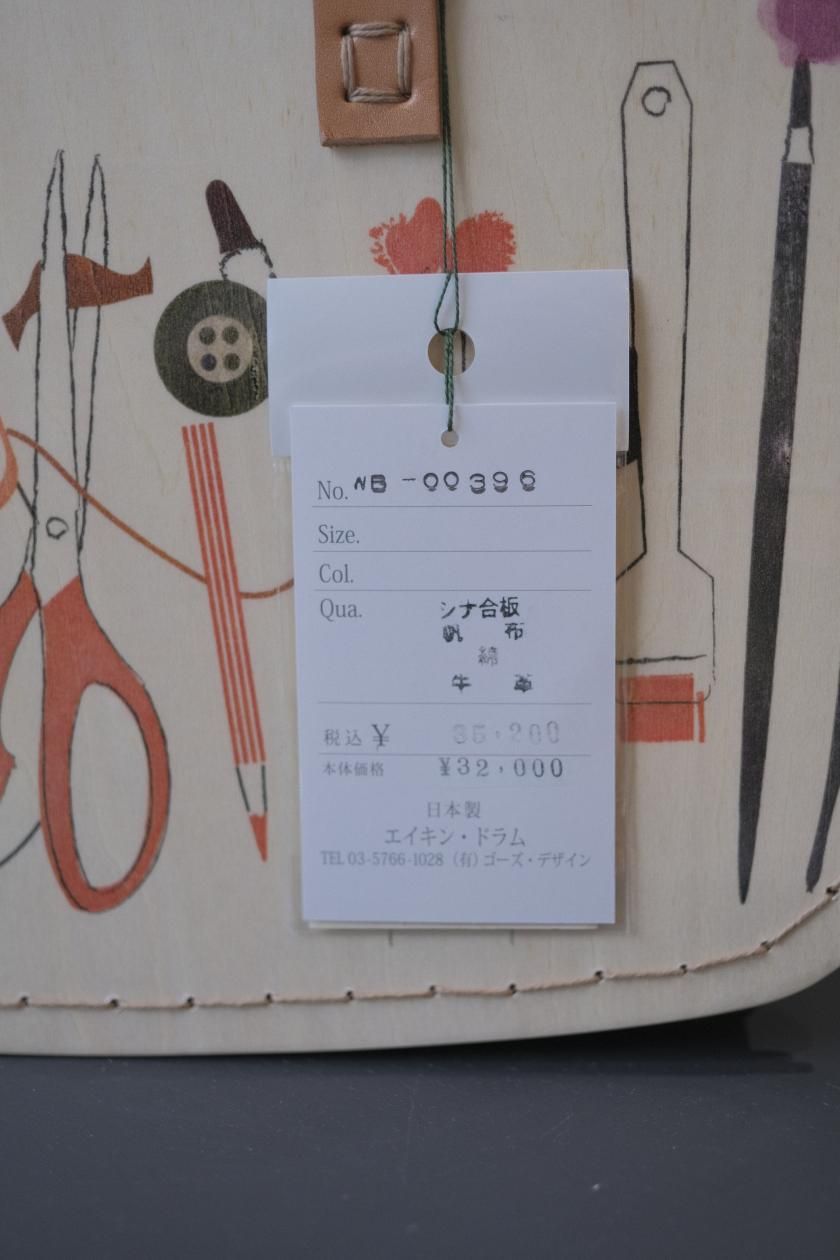 No. NB-00396
Size.
Col.
Qua. シナ合板
帆 布
綿
牛 革
税込 ¥ 35,200
本体価格 ¥32,000
日本製
エイキン・ドラム
TEL 03-5766-1028 (有) ゴーズ・デザイン